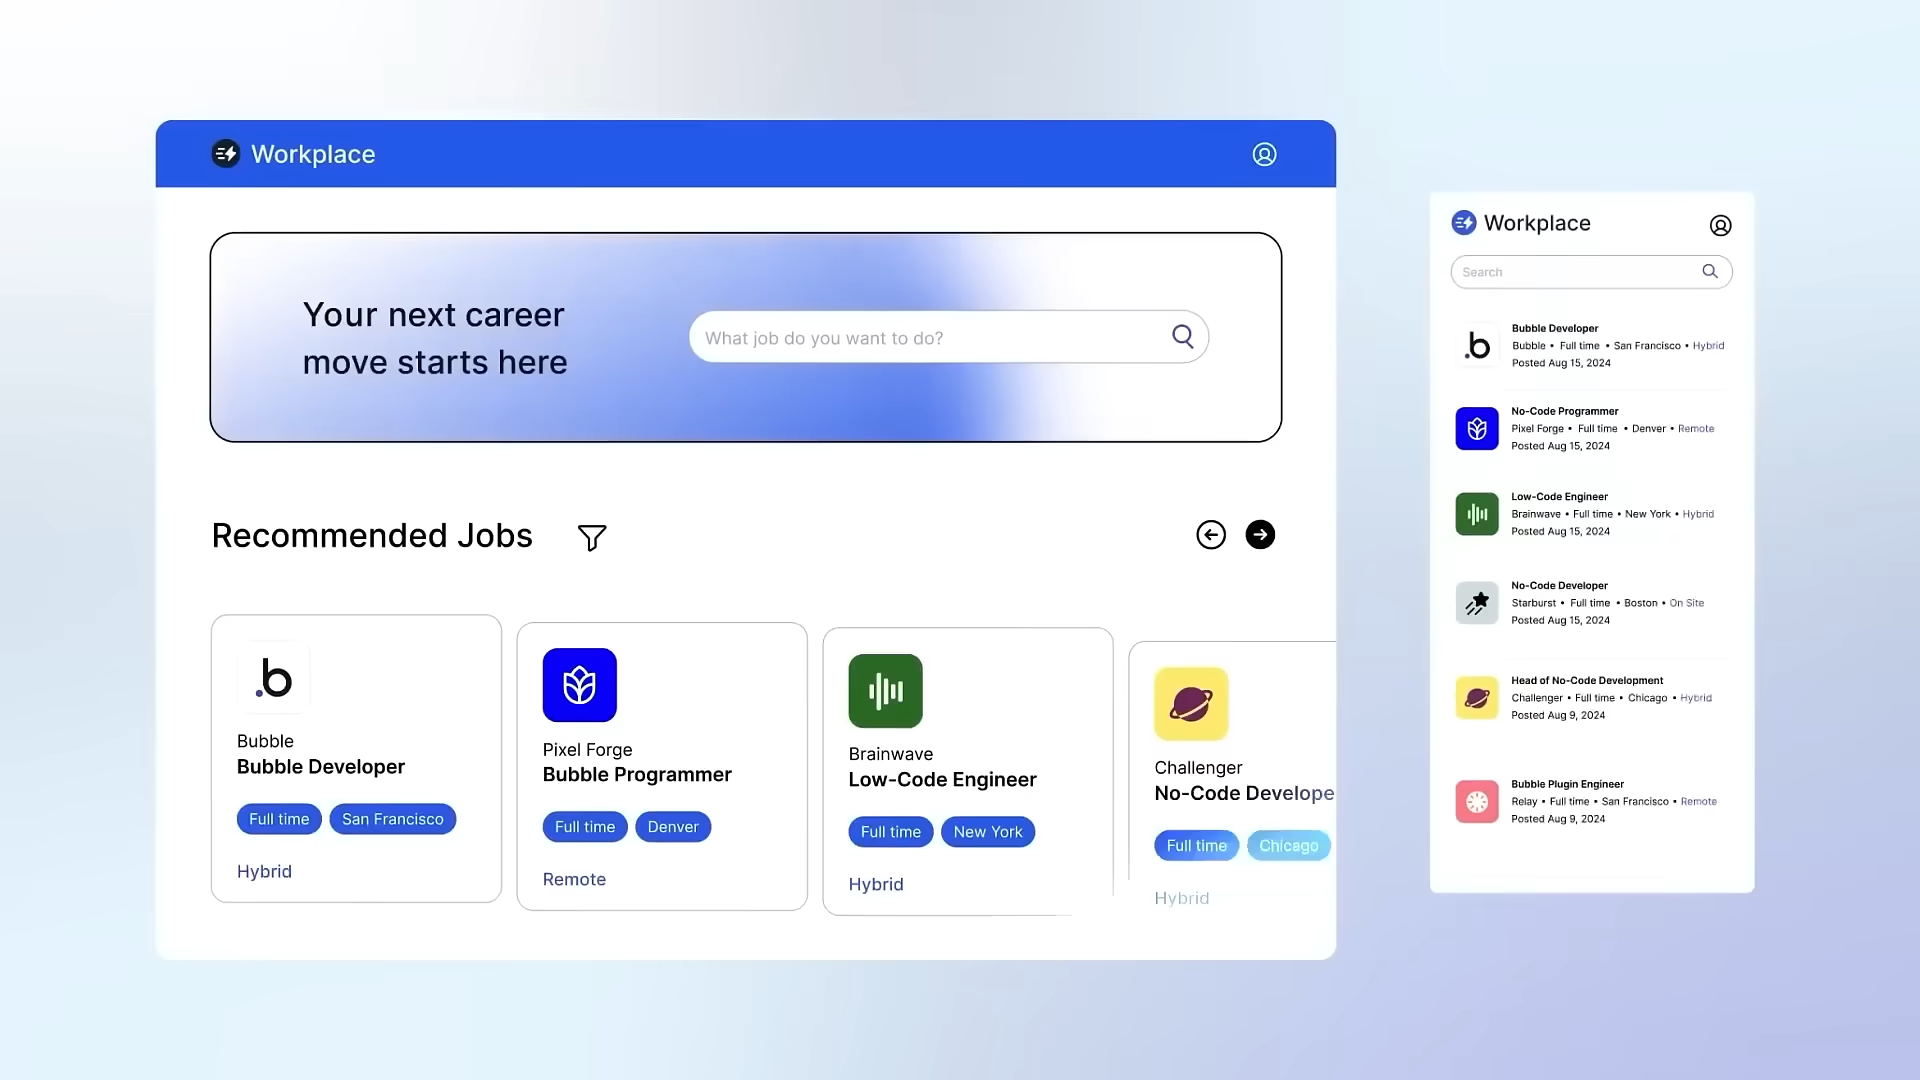 Workplace
Your next career
move starts here
What job do you want to do?
Recommended Jobs
.b
Bubble
Bubble Developer
Full time San Francisco
Hybrid
Pixel Forge
Bubble Programmer
Full time Denver
Remote
Brainwave
Low-Code Engineer
Full time New York
Hybrid
Challenger
No-Code Develope
Full time Chicago
Hybrid
Workplace
Search
.b
Bubble Developer
Bubble • Full time • San Francisco • Hybrid
Posted Aug 15, 2024
No-Code Programmer
Pixel Forge • Full time • Denver • Remote
Posted Aug 15, 2024
Low-Code Engineer
Brainwave • Full time • New York • Hybrid
Posted Aug 15, 2024
No-Code Developer
Starburst • Full time • Boston • On Site
Posted Aug 15, 2024
Head of No-Code Development
Challenger • Full time • Chicago • Hybrid
Posted Aug 9, 2024
Bubble Plugin Engineer
Relay • Full time • San Francisco • Remote
Posted Aug 9, 2024